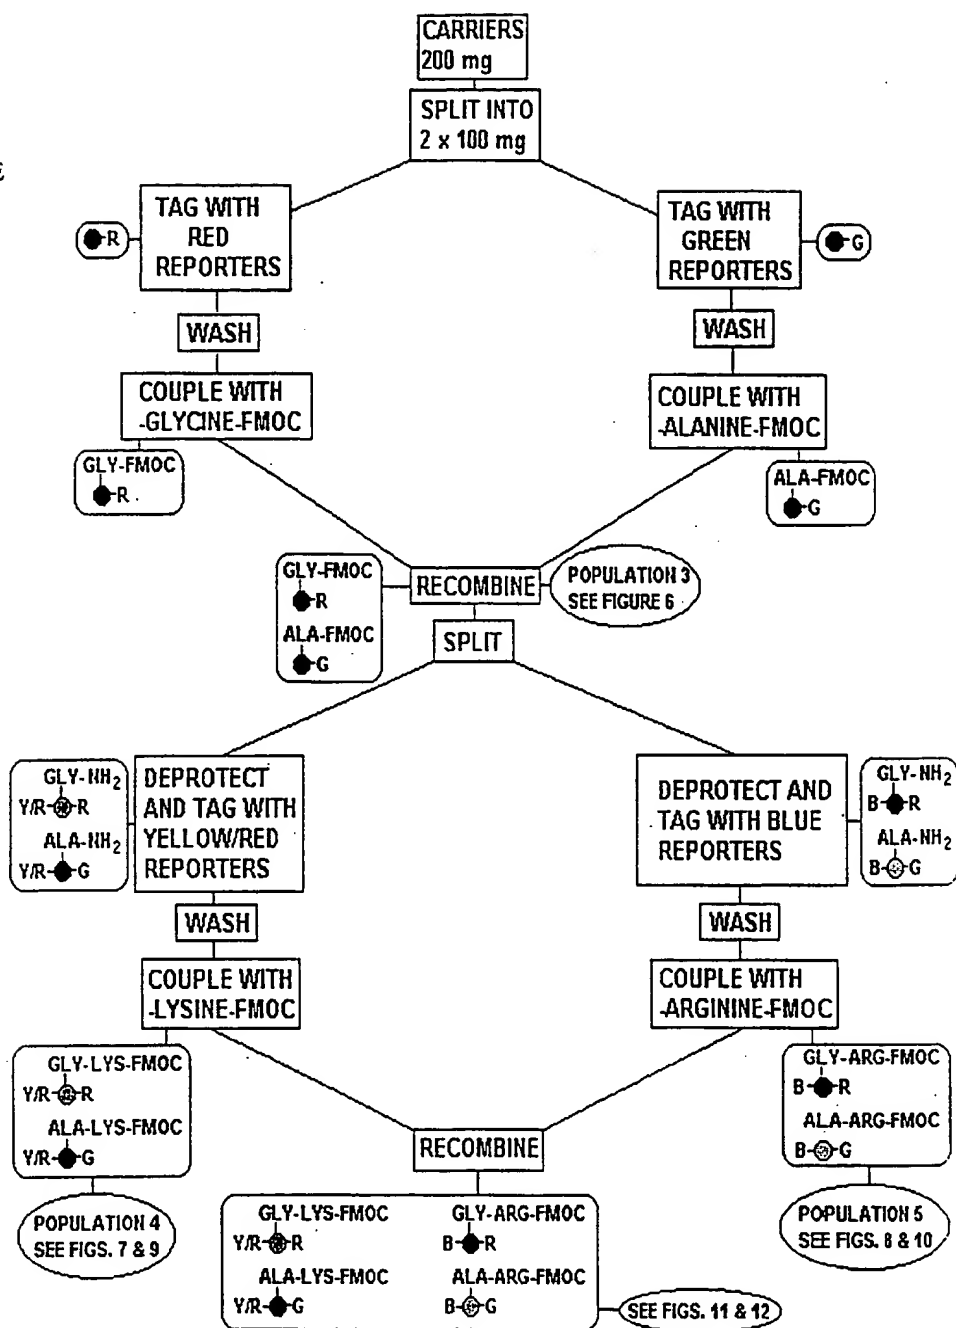 CARRIERS
200 mg
SPLIT INTO
2 x 100 mg
TAG WITH
RED
REPORTERS
R
TAG WITH
GREEN
REPORTERS
G
WASH
WASH
COUPLE WITH
-GLYCINE-FMOC
COUPLE WITH
-ALANINE-FMOC
GLY-FMOC
R
ALA-FMOC
G
GLY-FMOC
R
ALA-FMOC
G
RECOMBINE
POPULATION 3
SEE FIGURE 6
SPLIT
GLY-NH2
Y/R R
ALA-NH2
Y/R G
DEPROTECT
AND TAG WITH
YELLOW/RED
REPORTERS
DEPROTECT AND
TAG WITH BLUE
REPORTERS
GLY-NH2
B R
ALA-NH2
B G
WASH
WASH
COUPLE WITH
-LYSINE-FMOC
COUPLE WITH
-ARGININE-FMOC
GLY-LYS-FMOC
Y/R R
ALA-LYS-FMOC
Y/R G
GLY-ARG-FMOC
B R
ALA-ARG-FMOC
B G
RECOMBINE
POPULATION 4
SEE FIGS. 7 & 9
POPULATION 5
SEE FIGS. 8 & 10
GLY-LYS-FMOC
Y/R R
ALA-LYS-FMOC
Y/R G
GLY-ARG-FMOC
B R
ALA-ARG-FMOC
B G
SEE FIGS. 11 & 12